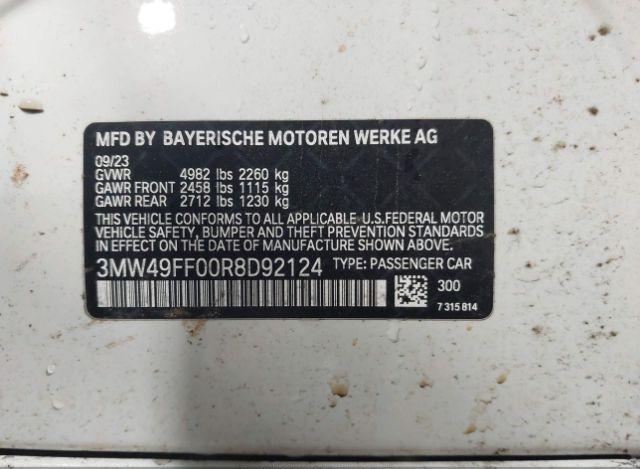 MFD BY BAYERISCHE MOTOREN WERKE AG
09/23
GVWR 4982 lbs 2260 kg
GAWR FRONT 2458 lbs 1115 kg
GAWR REAR 2712 lbs 1230 kg
THIS VEHICLE CONFORMS TO ALL APPLICABLE U.S.FEDERAL MOTOR
VEHICLE SAFETY, BUMPER AND THEFT PREVENTION STANDARDS
IN EFFECT ON THE DATE OF MANUFACTURE SHOWN ABOVE.
3MW49FF00R8D92124 TYPE: PASSENGER CAR
300
7 315 814